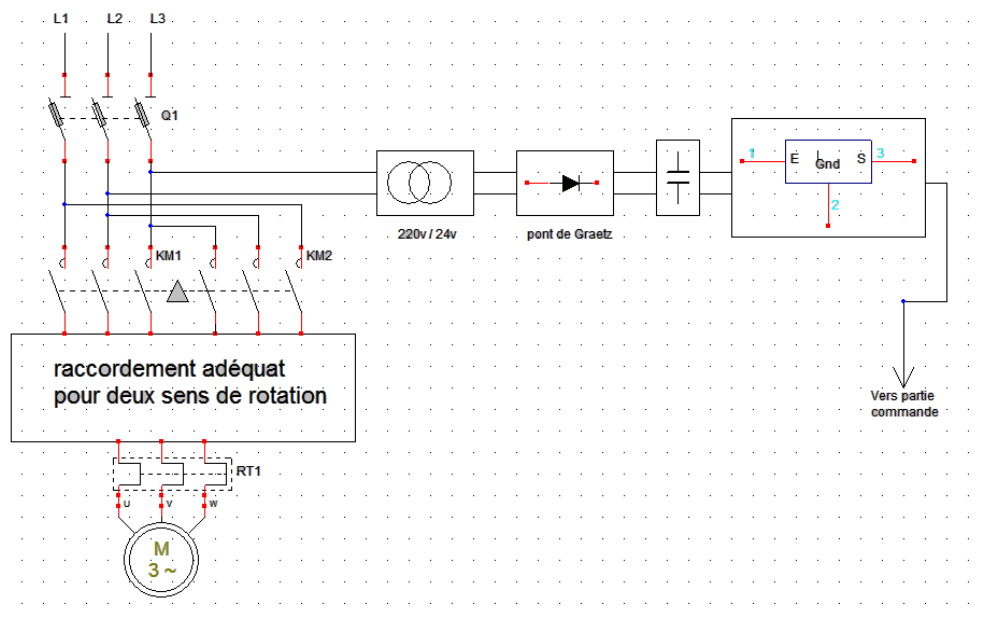 L1 L2 L3
Q1
220v / 24v
pont de Graetz
1 E Gnd S 3
2
KM1 KM2
Vers partie
commande
raccordement adéquat
pour deux sens de rotation
RT1
U V W
M
3 ~